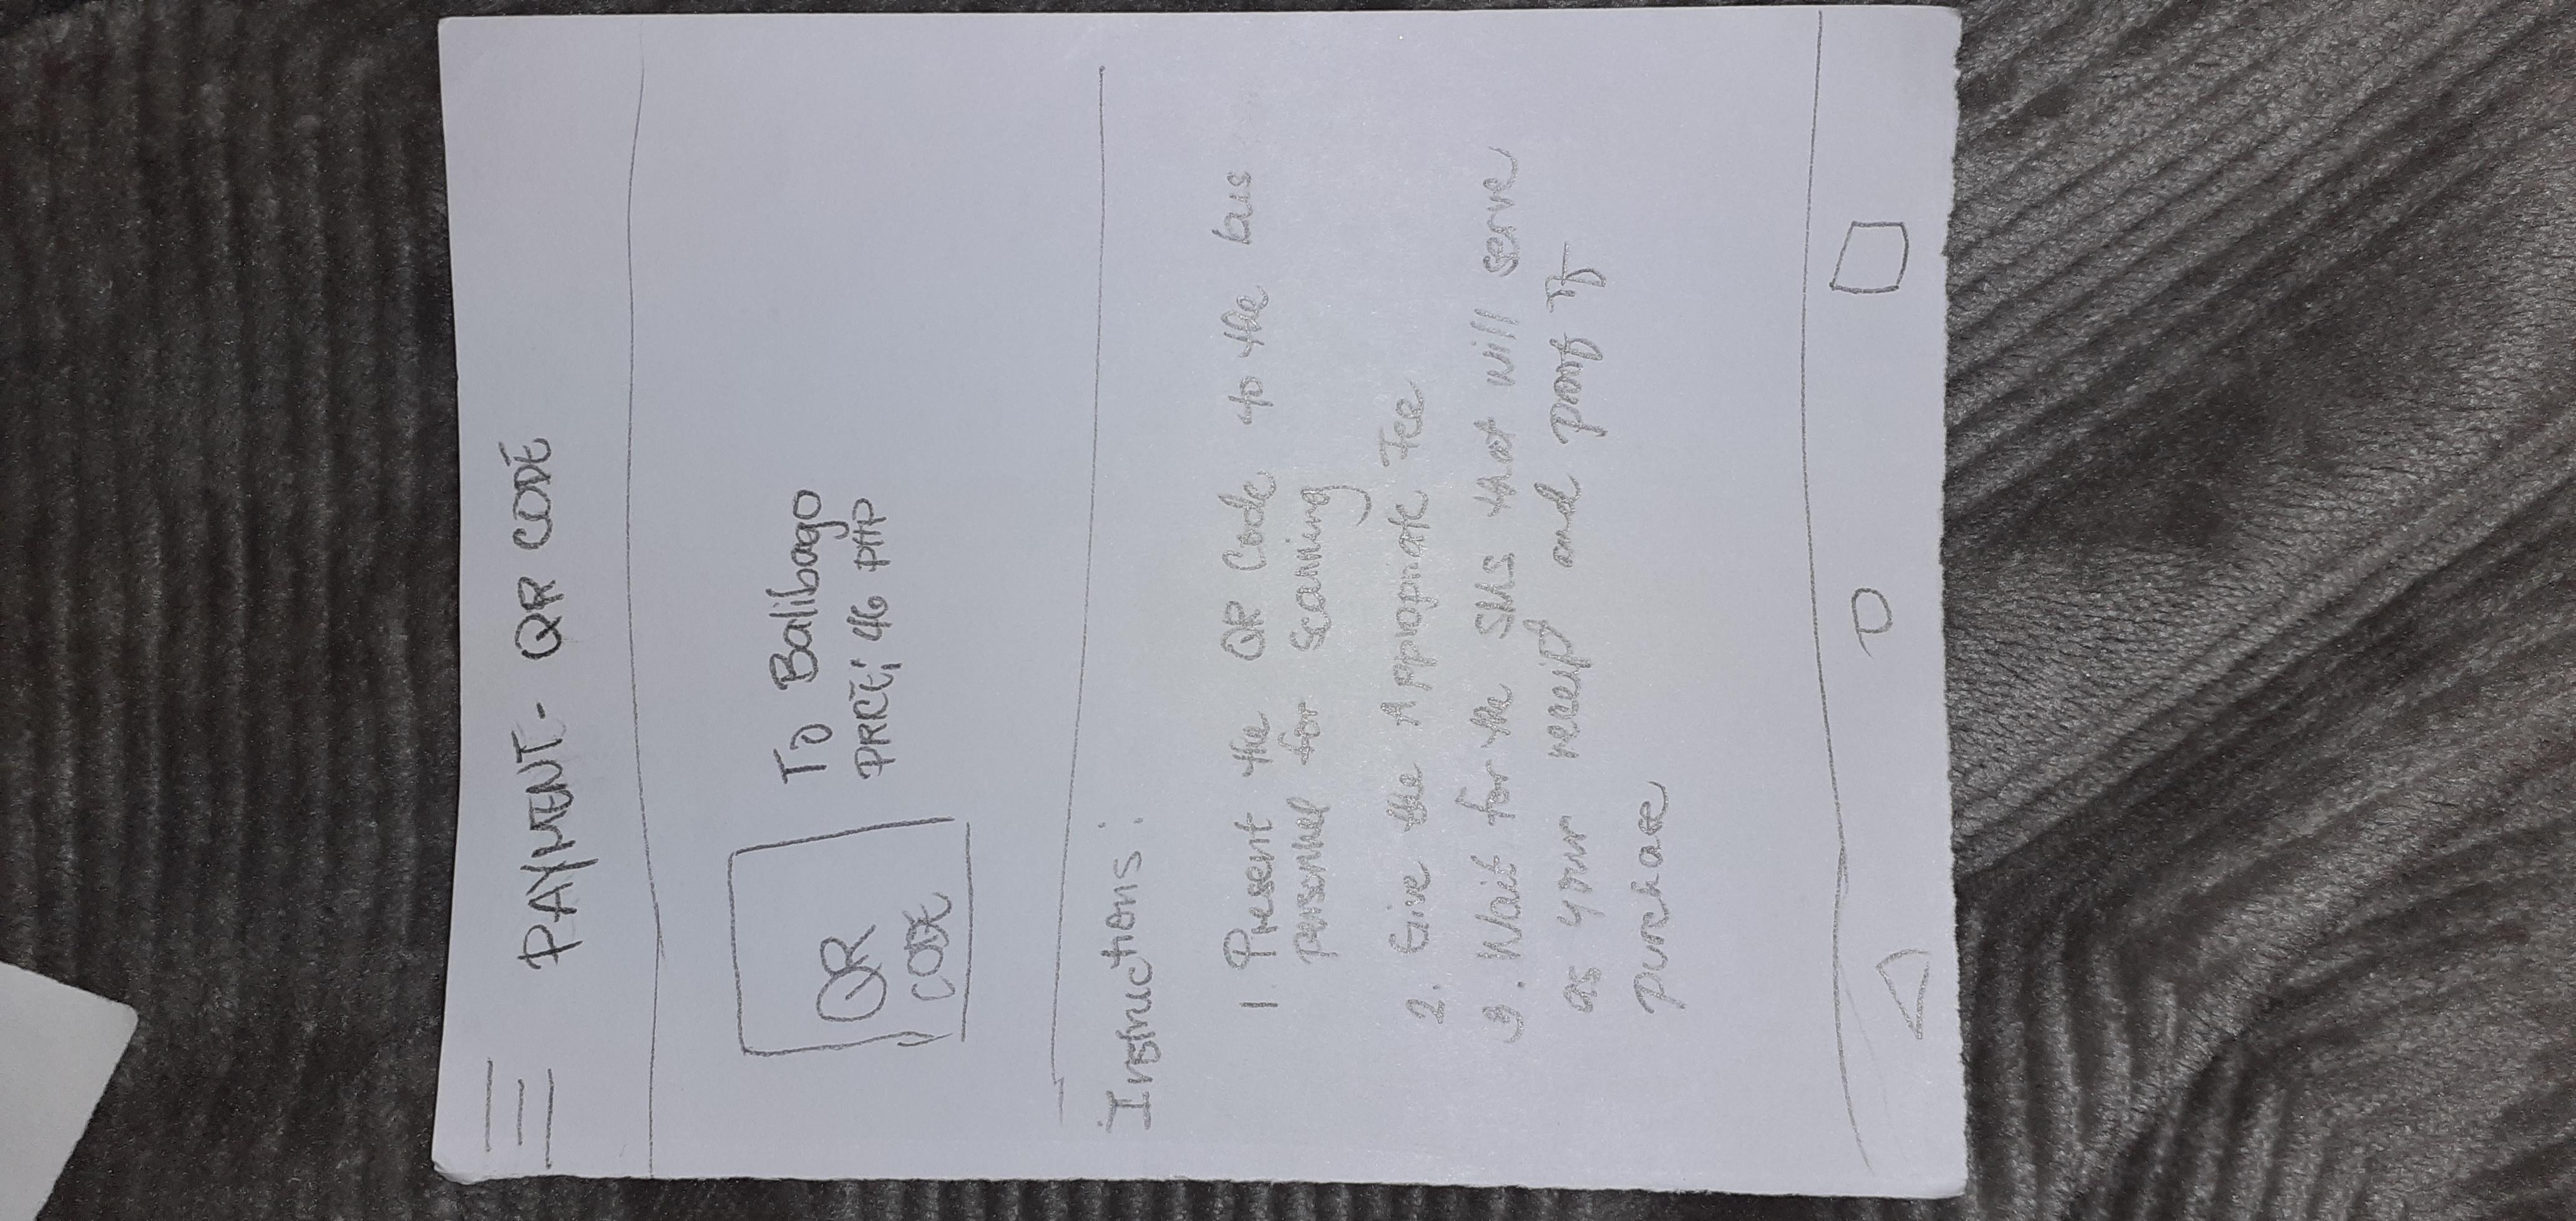 PAYMENT- QR CODE
QR
CODE
To Balibago
PRICE: 46 PHP
Instructions:
1 Present the QR Code to the bus
personnel for scanning
2. Give the Appropriate Fee
3. Wait for the SMS that will serve
as your receipt and proof of
purchase